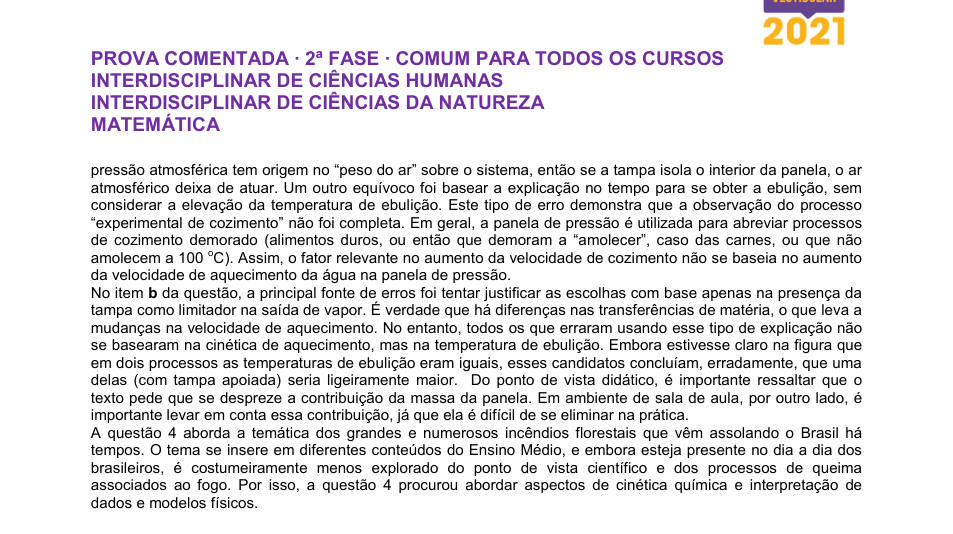 VESTIBULAR
2021
PROVA COMENTADA · 2ª FASE · COMUM PARA TODOS OS CURSOS
INTERDISCIPLINAR DE CIÊNCIAS HUMANAS
INTERDISCIPLINAR DE CIÊNCIAS DA NATUREZA
MATEMÁTICA
pressão atmosférica tem origem no “peso do ar” sobre o sistema, então se a tampa isola o interior da panela, o ar
atmosférico deixa de atuar. Um outro equívoco foi basear a explicação no tempo para se obter a ebulição, sem
considerar a elevação da temperatura de ebulição. Este tipo de erro demonstra que a observação do processo
“experimental de cozimento” não foi completa. Em geral, a panela de pressão é utilizada para abreviar processos
de cozimento demorado (alimentos duros, ou então que demoram a “amolecer”, caso das carnes, ou que não
amolecem a 100 ºC). Assim, o fator relevante no aumento da velocidade de cozimento não se baseia no aumento
da velocidade de aquecimento da água na panela de pressão.
No item b da questão, a principal fonte de erros foi tentar justificar as escolhas com base apenas na presença da
tampa como limitador na saída de vapor. É verdade que há diferenças nas transferências de matéria, o que leva a
mudanças na velocidade de aquecimento. No entanto, todos os que erraram usando esse tipo de explicação não
se basearam na cinética de aquecimento, mas na temperatura de ebulição. Embora estivesse claro na figura que
em dois processos as temperaturas de ebulição eram iguais, esses candidatos concluíam, erradamente, que uma
delas (com tampa apoiada) seria ligeiramente maior. Do ponto de vista didático, é importante ressaltar que o
texto pede que se despreze a contribuição da massa da panela. Em ambiente de sala de aula, por outro lado, é
importante levar em conta essa contribuição, já que ela é difícil de se eliminar na prática.
A questão 4 aborda a temática dos grandes e numerosos incêndios florestais que vêm assolando o Brasil há
tempos. O tema se insere em diferentes conteúdos do Ensino Médio, e embora esteja presente no dia a dia dos
brasileiros, é costumeiramente menos explorado do ponto de vista científico e dos processos de queima
associados ao fogo. Por isso, a questão 4 procurou abordar aspectos de cinética química e interpretação de
dados e modelos físicos.